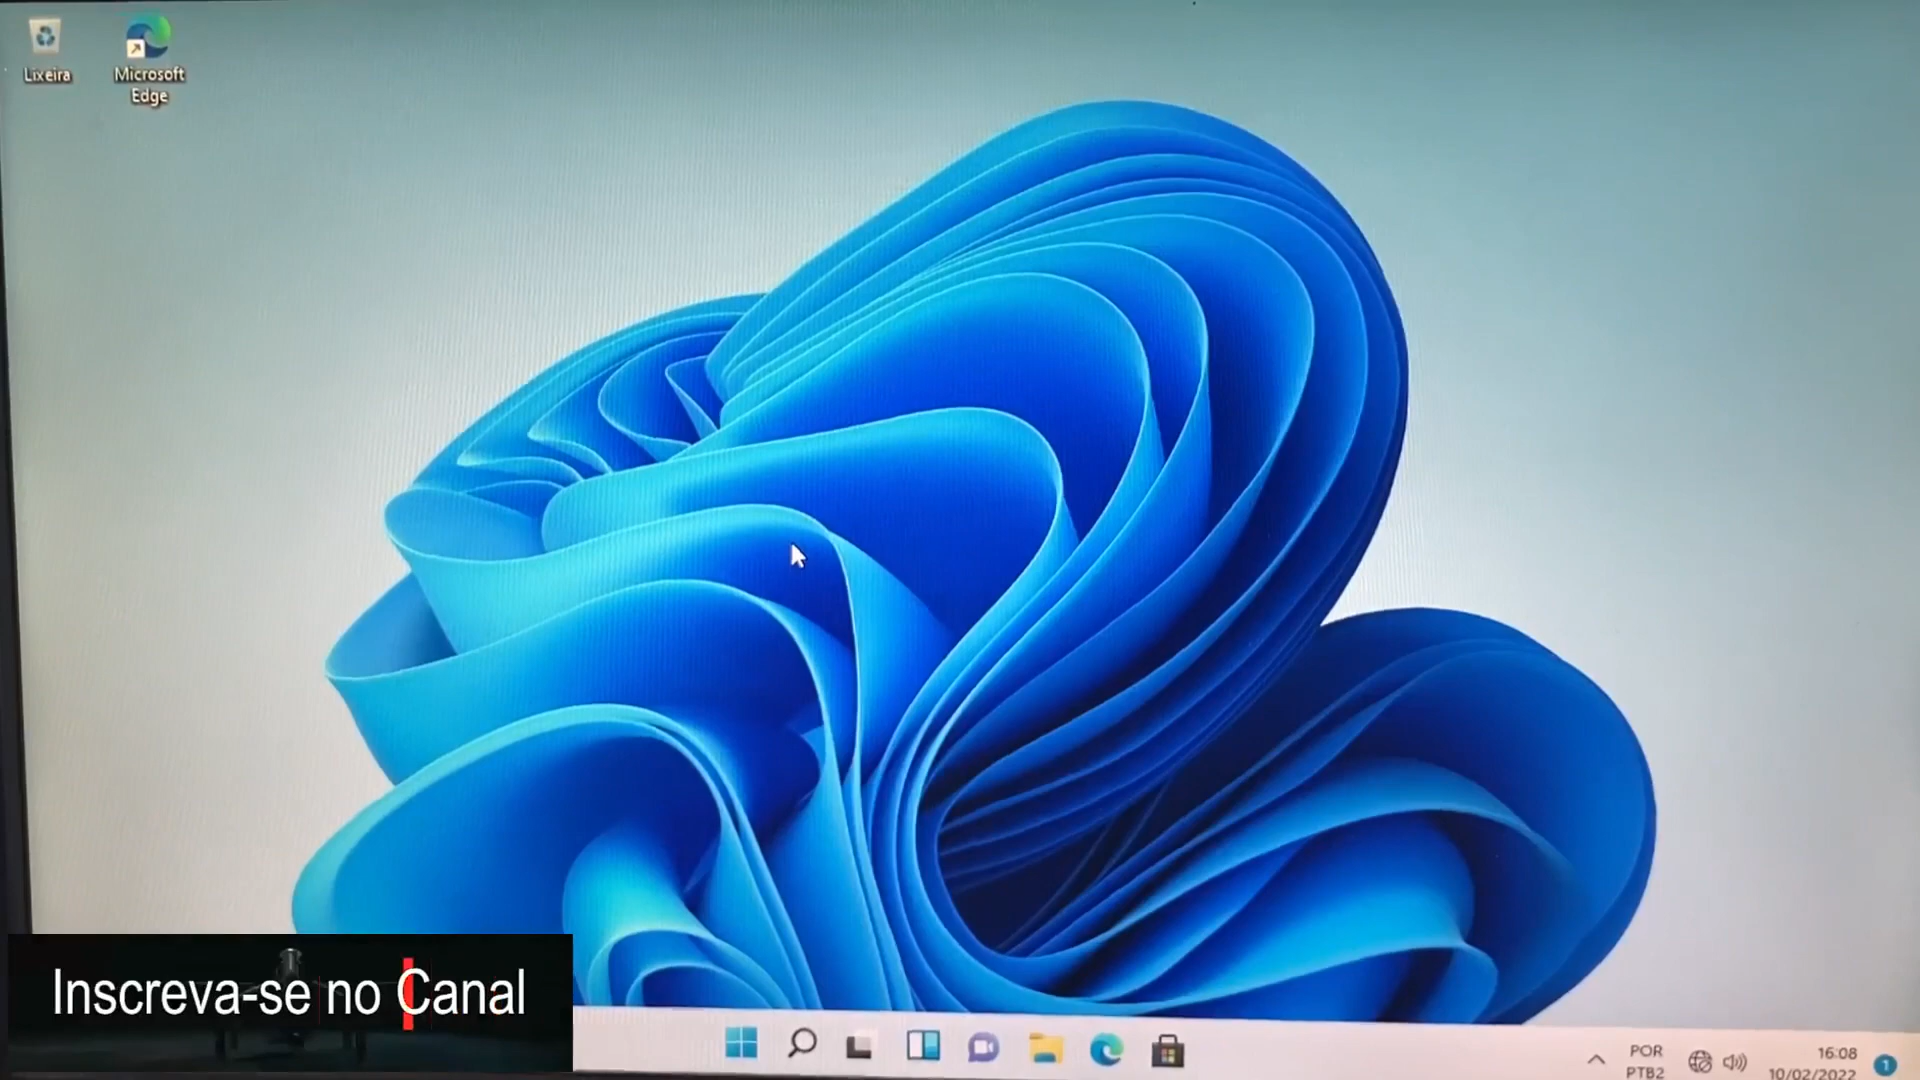 Lixeira
Microsoft
Edge
Inscreva-se no Canal
POR
PTB2
16:08
10/02/2022
1